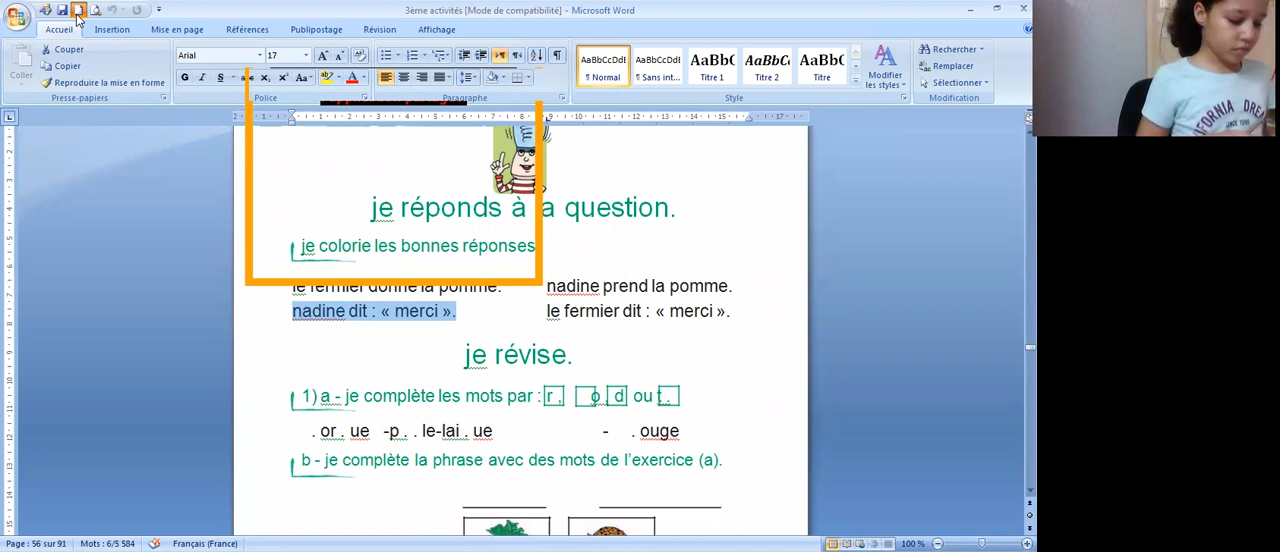 3ème activités [Mode de compatibilité] - Microsoft Word
Accueil Insertion Mise en page Références Publipostage Révision Affichage
Coller
Couper
Copier
Reproduire la mise en forme
Presse-papiers
Arial 17
Police
Paragraphe
AaBbCcDdE AaBbCcDdE AaBbC AaBbCc AaBbC
¶ Normal ¶ Sans int... Titre 1 Titre 2 Titre
Modifier les styles
Style
Rechercher
Remplacer
Sélectionner
Modification
CALIFORNIA DREA
SINCE 1985
je réponds à la question.
je colorie les bonnes réponses
le fermier donne la pomme. nadine prend la pomme.
nadine dit : « merci ». le fermier dit : « merci ».
je révise.
1) a - je complète les mots par : r , o , d ou t .
. or . ue -p . . le-lai . ue - . ouge
b - je complète la phrase avec des mots de l’exercice (a).
Page : 56 sur 91 Mots : 6/5 584 Français (France) 100 %